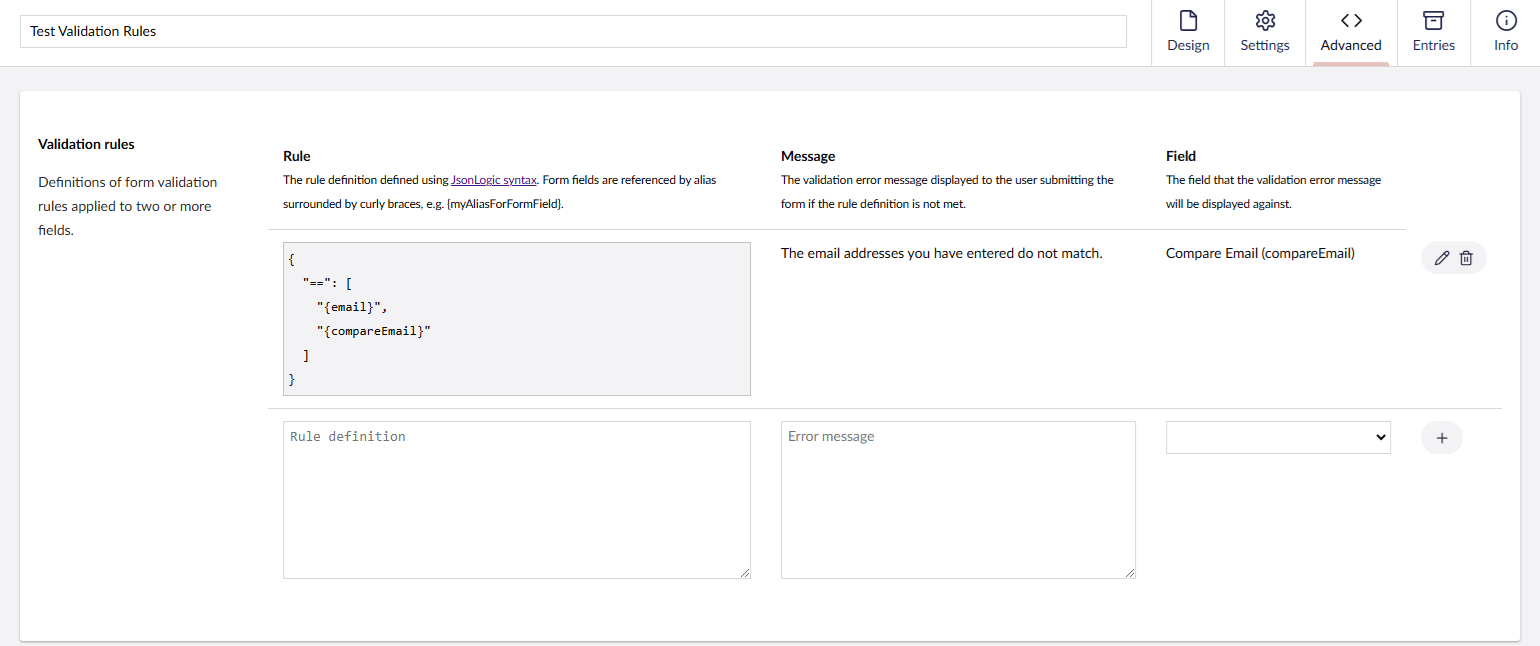 Test Validation Rules
Design
Settings
Advanced
Entries
Info
Validation rules
Definitions of form validation
rules applied to two or more
fields.
Rule
The rule definition defined using JsonLogic syntax. Form fields are referenced by alias
surrounded by curly braces, e.g. {myAliasForFormField}.
Message
The validation error message displayed to the user submitting the
form if the rule definition is not met.
Field
The field that the validation error message
will be displayed against.
{
  "==": [
    "{email}",
    "{compareEmail}"
  ]
}
The email addresses you have entered do not match.
Compare Email (compareEmail)
Rule definition
Error message